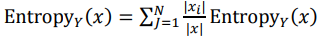 Entropy_Y(x) = ∑_{J=1}^{N} |x_i|/|x| Entropy_Y(x)